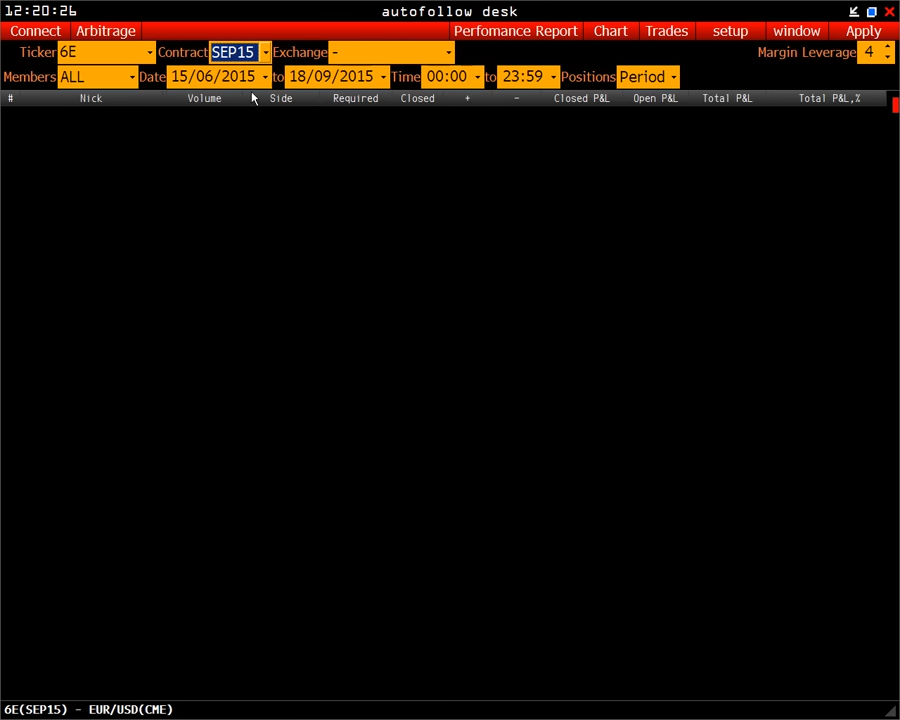 12:20:26 autofollow desk
Connect Arbitrage Perfomance Report Chart Trades setup window Apply
Ticker 6E Contract SEP15 Exchange - Margin Leverage 4
Members ALL Date 15/06/2015 to 18/09/2015 Time 00:00 to 23:59 Positions Period
# Nick Volume Side Required Closed + - Closed P&L Open P&L Total P&L Total P&L,%
6E(SEP15) - EUR/USD(CME)